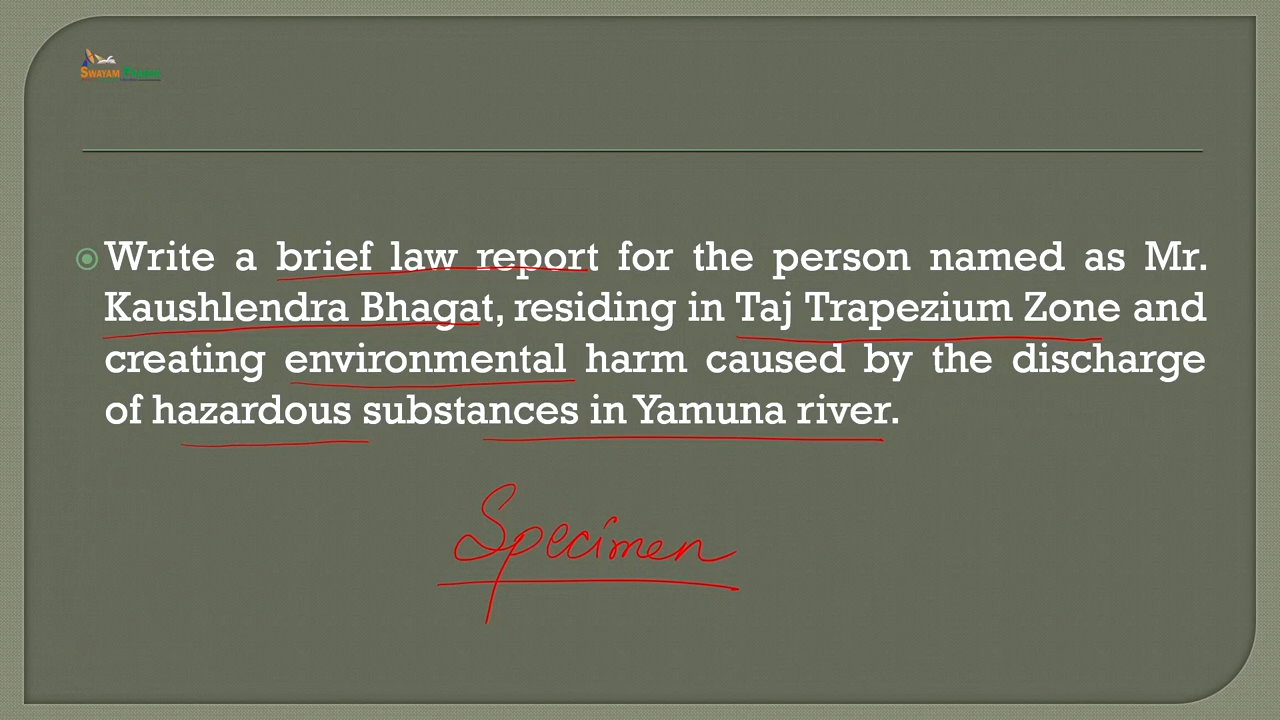 SWAYAM PRABHA
Write a brief law report for the person named as Mr.
Kaushlendra Bhagat, residing in Taj Trapezium Zone and
creating environmental harm caused by the discharge
of hazardous substances in Yamuna river.
Specimen